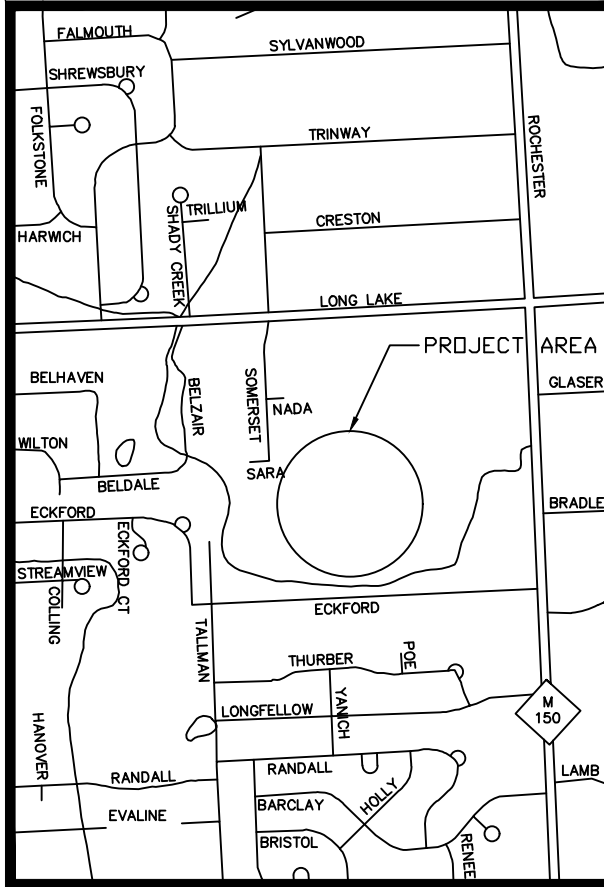 FALMOUTH
SYLVANWOOD
SHREWSBURY
FOLKSTONE
TRINWAY
ROCHESTER
TRILLIUM
SHADY CREEK
CRESTON
HARWICH
LONG LAKE
PROJECT AREA
BELHAVEN
BELZAIR
SOMERSET
NADA
GLASER
WILTON
SARA
BELDALE
ECKFORD
ECKFORD CT
BRADLE
STREAMVIEW
COLLING
ECKFORD
TALLMAN
THURBER
POE
LONGFELLOW
YANICH
M
150
HANOVER
RANDALL
RANDALL
LAMB
BARCLAY
HOLLY
EVALINE
BRISTOL
RENEE